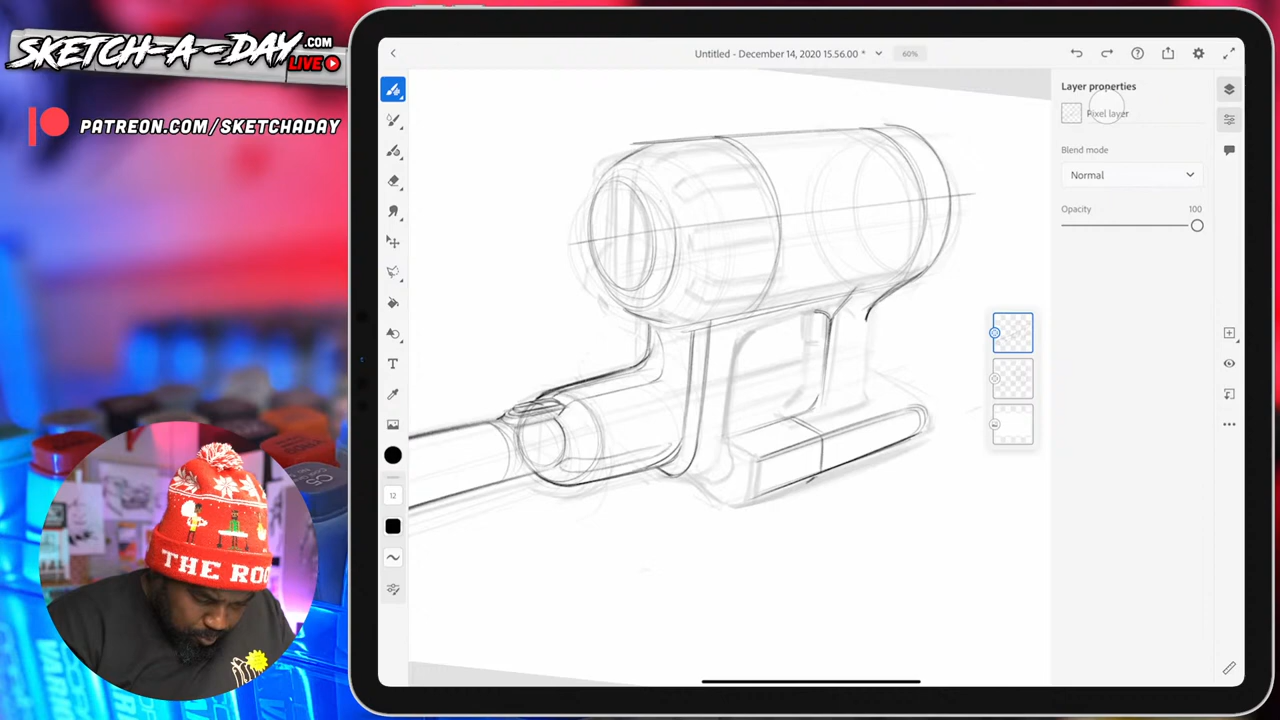 SKETCH-A-DAY.COM
LIVE
PATREON.COM/SKETCHADAY
Untitled - December 14, 2020 15.56.00 *
60%
Layer properties
Pixel layer
Blend mode
Normal
Opacity
100
T
12
THE ROO